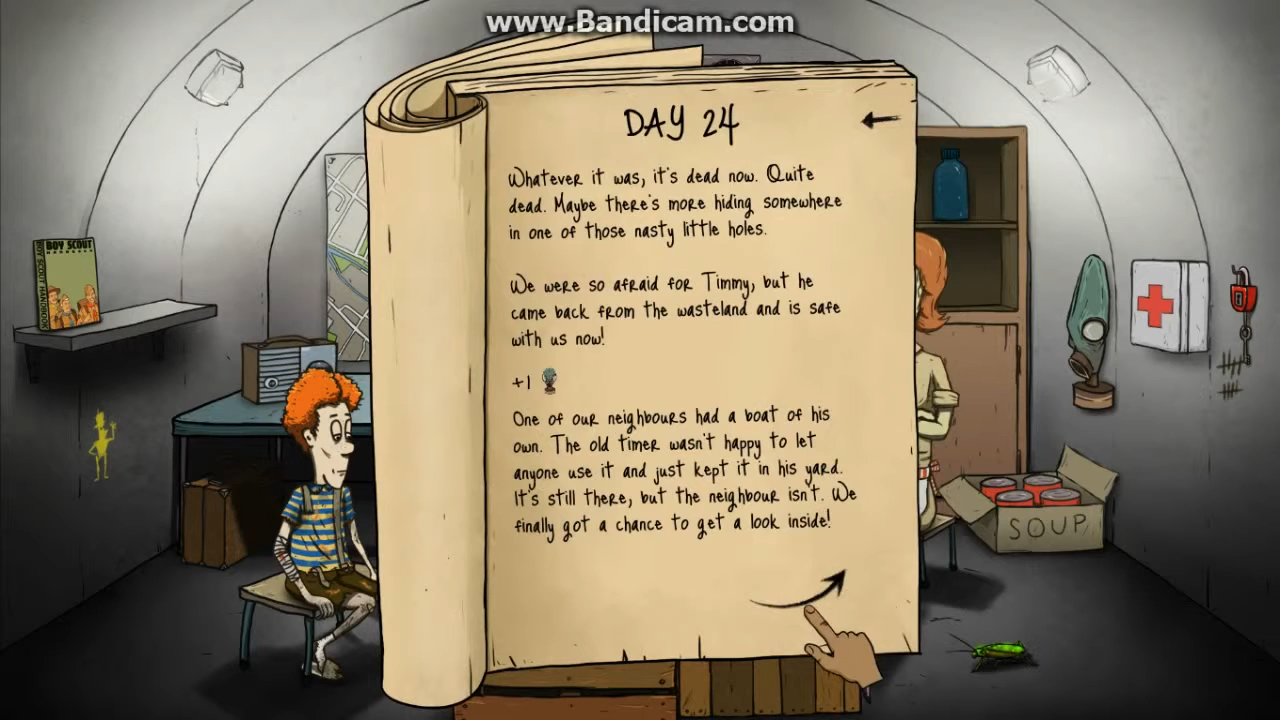 www.Bandicam.com
DAY 24
Whatever it was, it's dead now. Quite
dead. Maybe there's more hiding somewhere
in one of those nasty little holes.
We were so afraid for Timmy, but he
came back from the wasteland and is safe
with us now!
+1
One of our neighbours had a boat of his
own. The old timer wasn't happy to let
anyone use it and just kept it in his yard.
It's still there, but the neighbour isn't. We
finally got a chance to get a look inside!
BOY SCOUT
HANDBOOK
BOY SCOUT HANDBOOK
SOUP